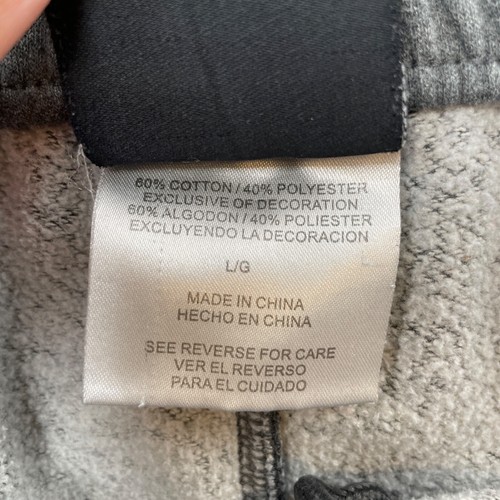 60% COTTON / 40% POLYESTER
EXCLUSIVE OF DECORATION
60% ALGODON / 40% POLIESTER
EXCLUYENDO LA DECORACION
L/G
MADE IN CHINA
HECHO EN CHINA
SEE REVERSE FOR CARE
VER EL REVERSO
PARA EL CUIDADO